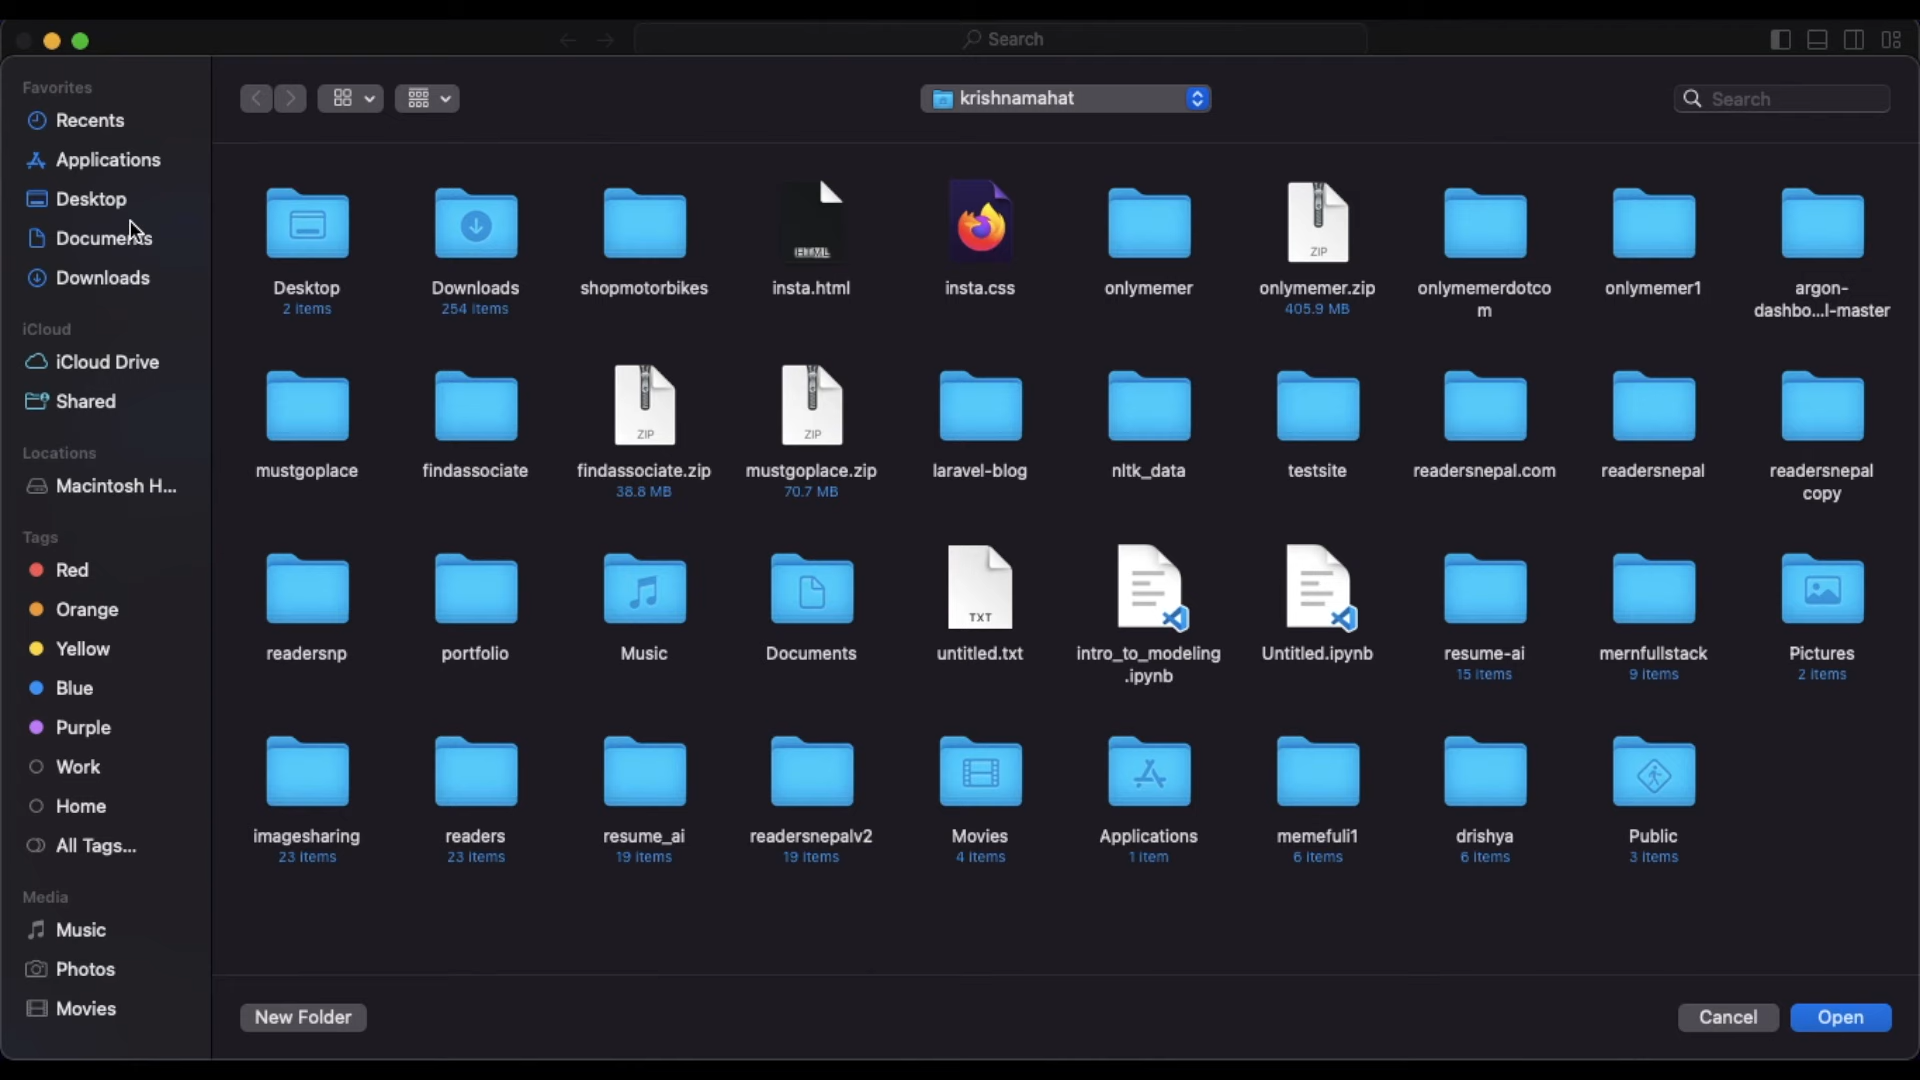 Search
Favorites
Recents
Applications
Desktop
Documents
Downloads
iCloud
iCloud Drive
Shared
Locations
Macintosh H...
Tags
Red
Orange
Yellow
Blue
Purple
Work
Home
All Tags...
Media
Music
Photos
Movies
krishnamahat
Search
Desktop
2 items
Downloads
254 items
shopmotorbikes
HTML
insta.html
insta.css
onlymemer
ZIP
onlymemer.zip
405.9 MB
onlymemerdotco
m
onlymemer1
argon-
dashbo...l-master
mustgoplace
findassociate
ZIP
findassociate.zip
38.8 MB
ZIP
mustgoplace.zip
70.7 MB
laravel-blog
nltk_data
testsite
readersnepal.com
readersnepal
readersnepal
copy
readersnp
portfolio
Music
Documents
TXT
untitled.txt
intro_to_modeling
.ipynb
Untitled.ipynb
resume-ai
15 items
mernfullstack
9 items
Pictures
2 items
imagesharing
23 items
readers
23 items
resume_ai
19 items
readersnepalv2
19 items
Movies
4 items
Applications
1 item
memefuli1
6 items
drishya
6 items
Public
3 items
New Folder
Cancel
Open